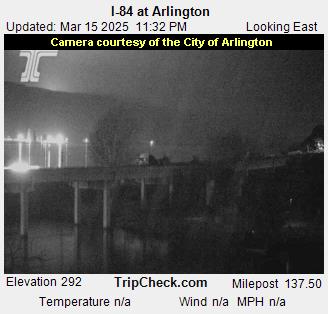 I-84 at Arlington
Updated: Mar 15 2025 11:32 PM Looking East
Camera courtesy of the City of Arlington
Elevation 292 TripCheck.com Milepost 137.50
Temperature n/a Wind n/a MPH n/a